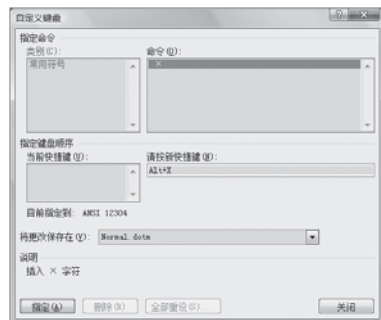 自定义键盘
指定命令
类别(C): 命令(O):
常用符号 ×
指定键盘顺序
当前快捷键(U): 请按新快捷键(N):
Alt+X
目前指定到: ANSI 12304
将更改保存在(V): Normal.dotm
说明
插入 × 字符
指定(A) 删除(R) 全部重设(S)... 关闭